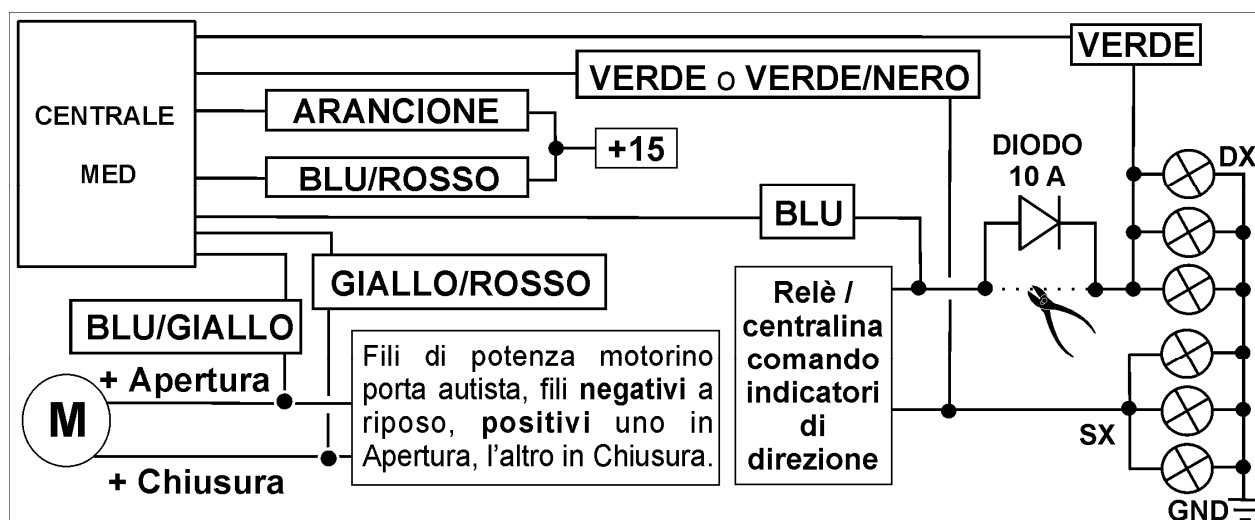 CENTRALE
MED
VERDE
VERDE o VERDE/NERO
ARANCIONE
BLU/ROSSO
+15
DIODO
10 A
DX
BLU
GIALLO/ROSSO
BLU/GIALLO
+ Apertura
M
+ Chiusura
Fili di potenza motorino
porta autista, fili negativi a
riposo, positivi uno in
Apertura, l'altro in Chiusura.
Relè /
centralina
comando
indicatori
di
direzione
SX
GND